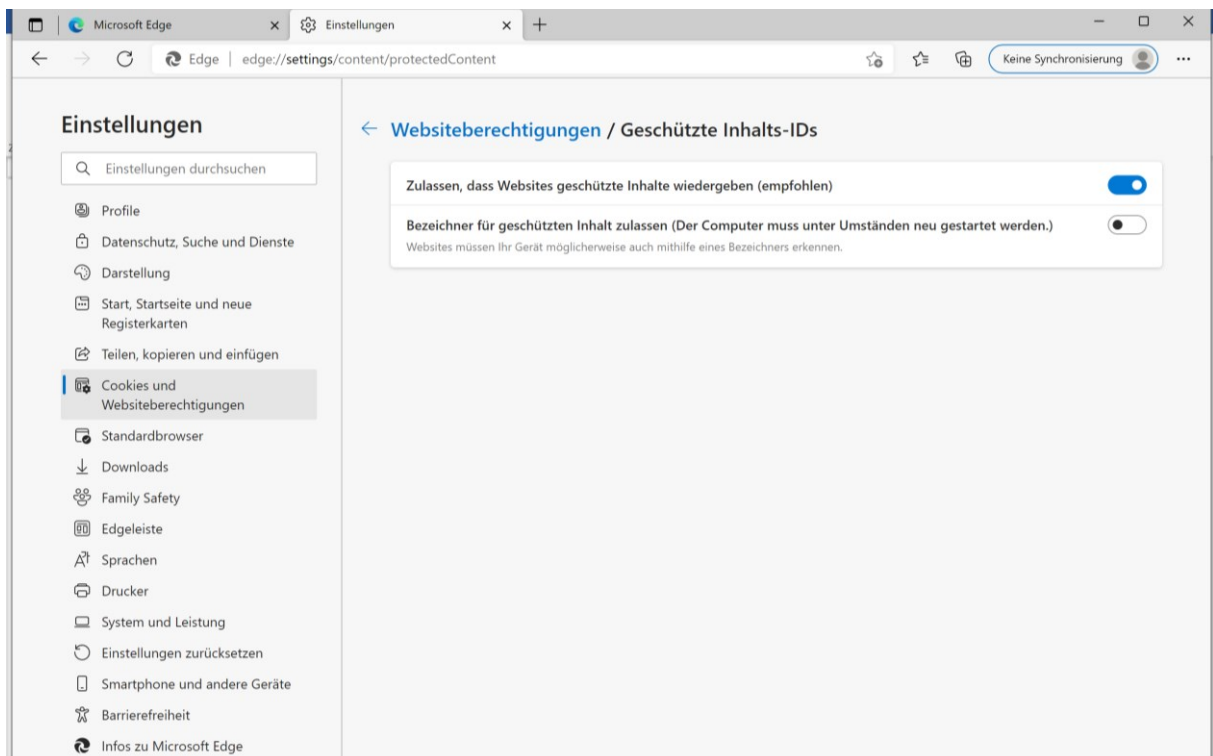 Microsoft Edge
Einstellungen
Edge | edge://settings/content/protectedContent
Keine Synchronisierung
Einstellungen
Einstellungen durchsuchen
Profile
Datenschutz, Suche und Dienste
Darstellung
Start, Startseite und neue
Registerkarten
Teilen, kopieren und einfügen
Cookies und
Websiteberechtigungen
Standardbrowser
Downloads
Family Safety
Edgeleiste
Sprachen
Drucker
System und Leistung
Einstellungen zurücksetzen
Smartphone und andere Geräte
Barrierefreiheit
Infos zu Microsoft Edge
Websiteberechtigungen / Geschützte Inhalts-IDs
Zulassen, dass Websites geschützte Inhalte wiedergeben (empfohlen)
Bezeichner für geschützten Inhalt zulassen (Der Computer muss unter Umständen neu gestartet werden.)
Websites müssen Ihr Gerät möglicherweise auch mithilfe eines Bezeichners erkennen.